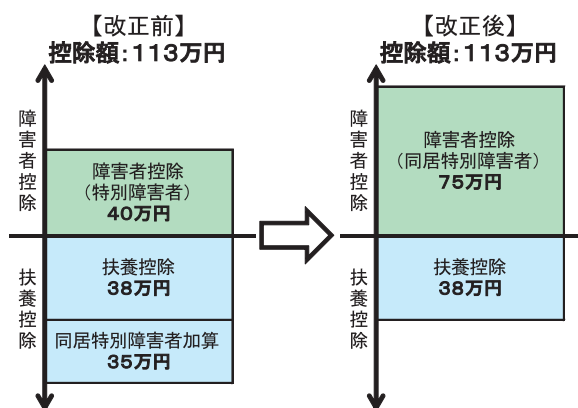 【改正前】
控除額：113万円
障害者控除
障害者控除
（特別障害者）
40万円
扶養控除
扶養控除
38万円
同居特別障害者加算
35万円
【改正後】
控除額：113万円
障害者控除
障害者控除
（同居特別障害者）
75万円
扶養控除
扶養控除
38万円